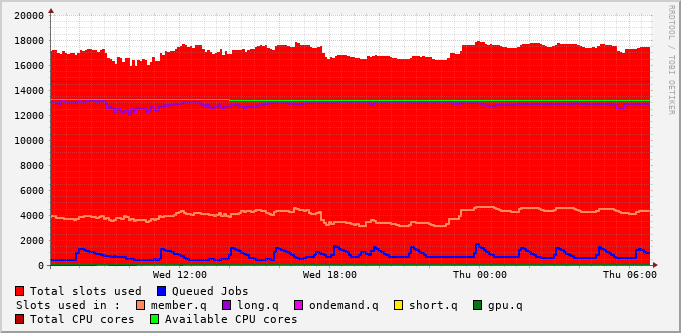 20000
18000
16000
14000
12000
10000
8000
6000
4000
2000
0
Wed 12:00 Wed 18:00 Thu 00:00 Thu 06:00
RRDTOOL / TOBI OETIKER
Total slots used Queued Jobs
Slots used in : member.q long.q ondemand.q short.q gpu.q
Total CPU cores Available CPU cores